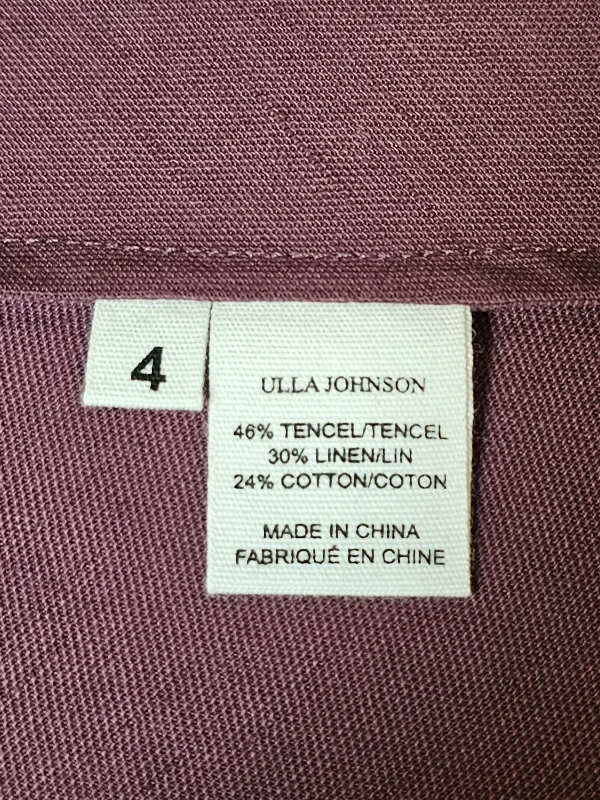 4
ULLA JOHNSON
46% TENCEL/TENCEL
30% LINEN/LIN
24% COTTON/COTON
MADE IN CHINA
FABRIQUÉ EN CHINE